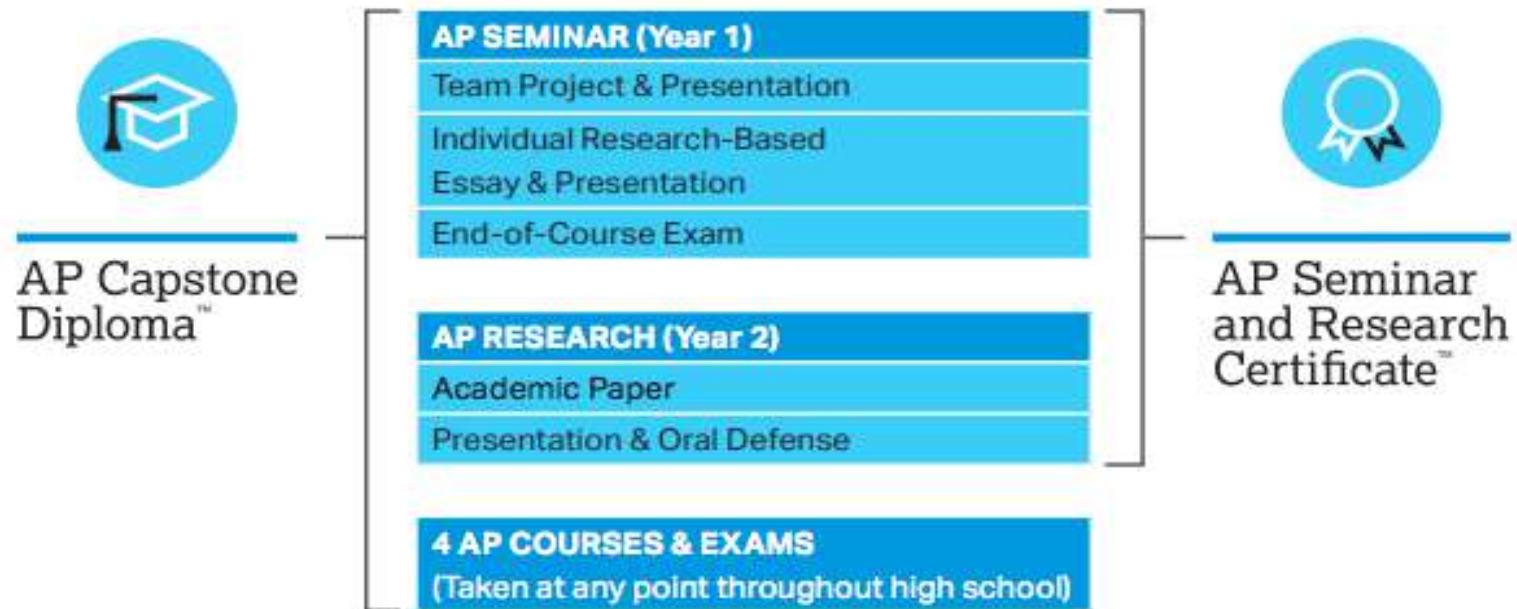 AP Capstone
Diploma™
AP SEMINAR (Year 1)
Team Project & Presentation
Individual Research-Based
Essay & Presentation
End-of-Course Exam
AP RESEARCH (Year 2)
Academic Paper
Presentation & Oral Defense
4 AP COURSES & EXAMS
(Taken at any point throughout high school)
AP Seminar
and Research
Certificate™